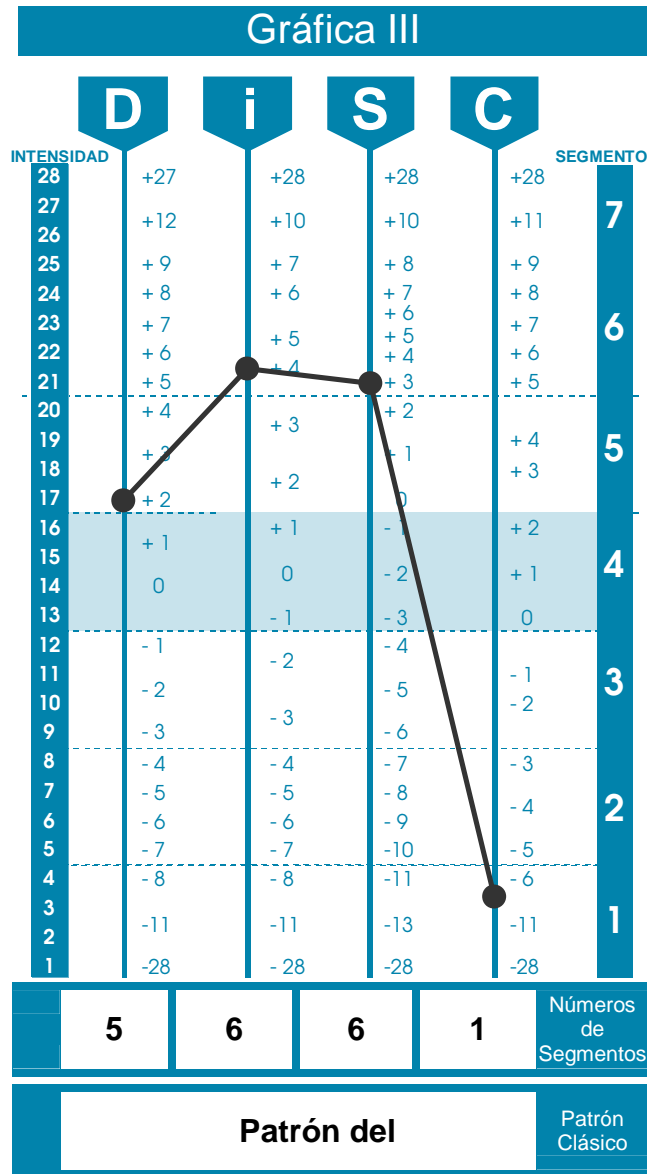 Gráfica III
D i S C
INTENSIDAD SEGMENTO
28 +27 +28 +28 +28
27 7
+12 +10 +10 +11
26
25 + 9 + 7 + 8 + 9
24 + 8 + 6 + 7 + 8
+ 6
23 + 7 + 7 6
+ 5 + 5
22 + 6 + 4 + 6
+ 4
21 + 5 + 3 + 5
20 + 4 + 2
+ 3
19 + 4 5
+ 3 + 1
18 + 3
+ 2
17 + 2 0
16 + 1 - 1 + 2
+ 1
15 4
0 - 2 + 1
14 0
13 - 1 - 3 0
12 - 1 - 4
- 2
11 - 1 3
- 2 - 5
10 - 2
- 3
9 - 3 - 6
8 - 4 - 4 - 7 - 3
7 - 5 - 5 - 8
- 4 2
6 - 6 - 6 - 9
5 - 7 - 7 -10 - 5
4 - 8 - 8 -11 - 6
3
-11 -11 -13 -11 1
2
1 -28 - 28 -28 -28
5 6 6 1 Números
de
Segmentos
Patrón del Patrón
Clásico